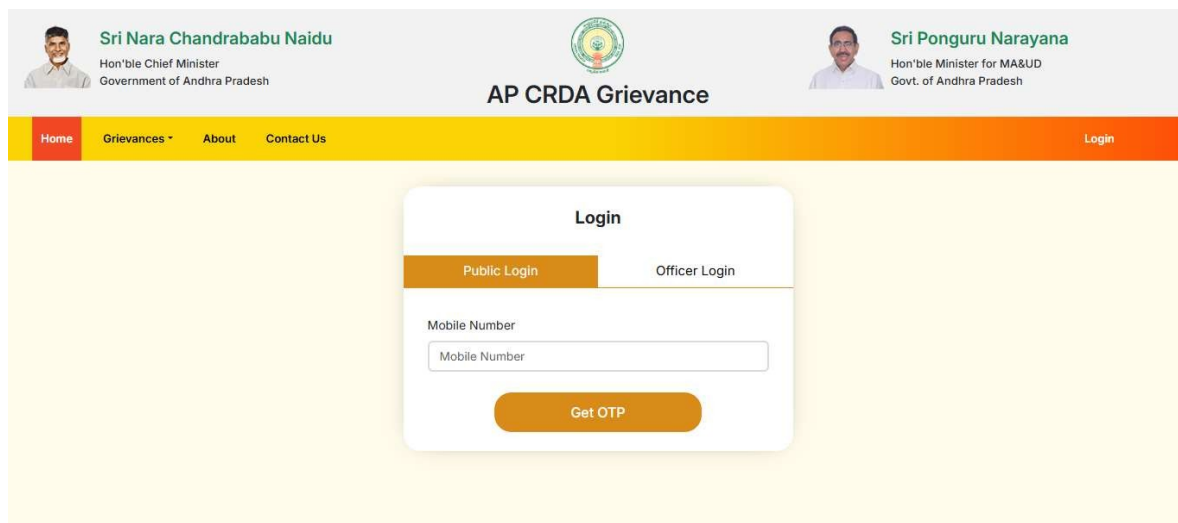 Sri Nara Chandrababu Naidu
Hon'ble Chief Minister
Government of Andhra Pradesh
AP CRDA Grievance
Sri Ponguru Narayana
Hon'ble Minister for MA&UD
Govt. of Andhra Pradesh
Home Grievances About Contact Us Login
Login
Public Login Officer Login
Mobile Number
Mobile Number
Get OTP